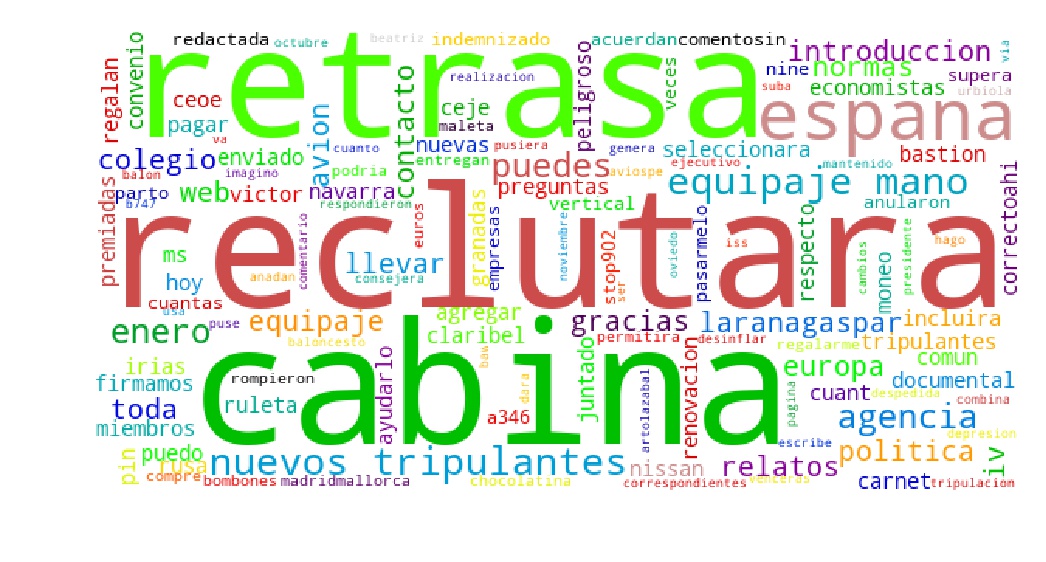 redactada octubre beatriz indemnizado acuerdan comentosin
retrasa
introduccion
via
convenio
regalan
realizacion
peligroso
veces
nine normas
supera
suba economistas urbiola
ceoe
ceje
contacto
avion
pagar
maleta
espana
va cuanto
nuevas pusiera genera seleccionara bastion
colegio enviado
entregan
puedes
ejecutivo mantenido
balon imagimo podria
aviospe
equipaje mano
parto web victor navarra
preguntas
b747
respondieron
vertical
anularon
premiadas
reclutara
correctoahi
comentario
euros
granadas
empresas
noviembre
stop902
ser
oviedo
pasarmelo
iss
respecto
cambios
moneo
presidente
hago
ms
llevar
hoy anadan consejera
cuantas
usa puse
enero equipaje
agregar
claribel
gracias laranagaspar incluira
baloncesto
permitira desinflar regalarme tripulantes
cabina
irias
rompieron
firmamos
ayudarlo
baw
dara
juntado
artolazabal
renovacion
pagina
europa comun
documental
cuant despedida combina
toda ruleta
a346
agencia
miembros
depresion
escribe
pin
puedo
rusa
nuevos tripulantes
nissan relatos
politica
iv
compre bombones madridmallorca chocolatina correspondientes venceras carnet tripulacion